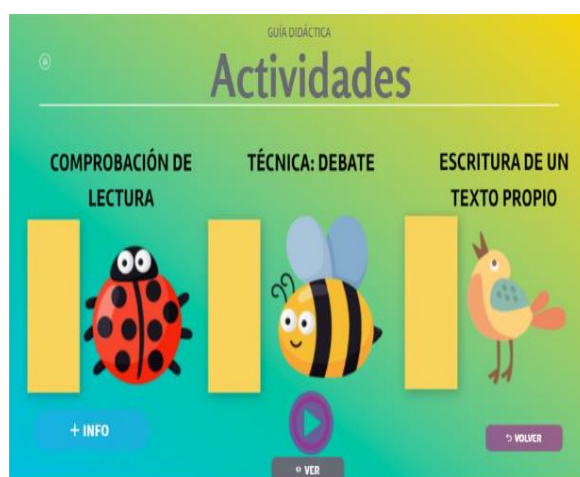 GUÍA DIDÁCTICA
Actividades
COMPROBACIÓN DE
LECTURA
TÉCNICA: DEBATE
ESCRITURA DE UN
TEXTO PROPIO
+ INFO
VER
VOLVER